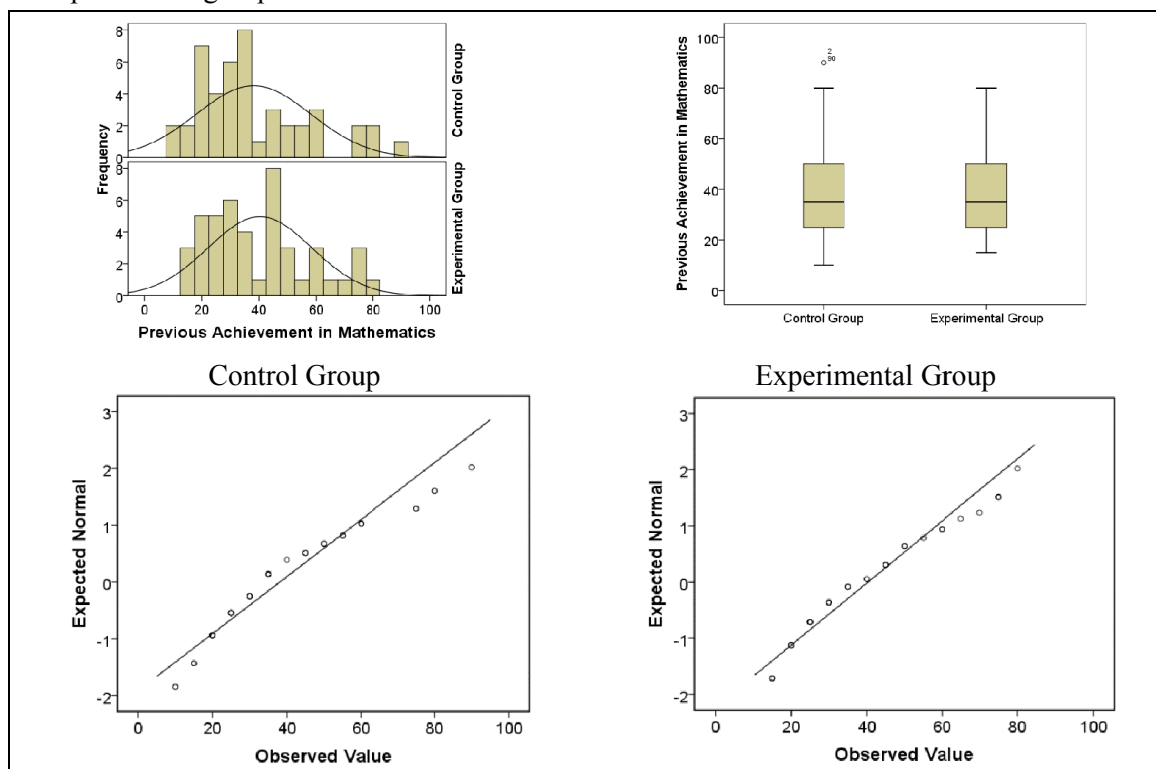 8
6
4
2
0
Frequency
Control Group
8
6
4
2
0
Experimental Group
0 20 40 60 80 100
Previous Achievement in Mathematics
Previous Achievement in Mathematics
100
80
60
40
20
0
2
90
Control Group Experimental Group
Control Group
3
2
1
0
-1
-2
Expected Normal
0 20 40 60 80 100
Observed Value
Experimental Group
3
2
1
0
-1
-2
Expected Normal
0 20 40 60 80 100
Observed Value